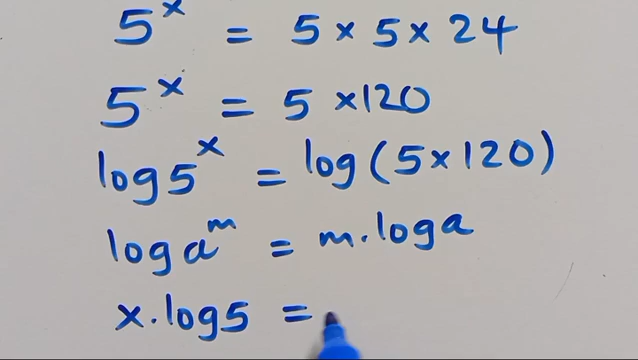 5^x = 5 × 5 × 24
5^x = 5 × 120
log 5^x = log (5 × 120)
log a^m = m . log a
x . log 5 =